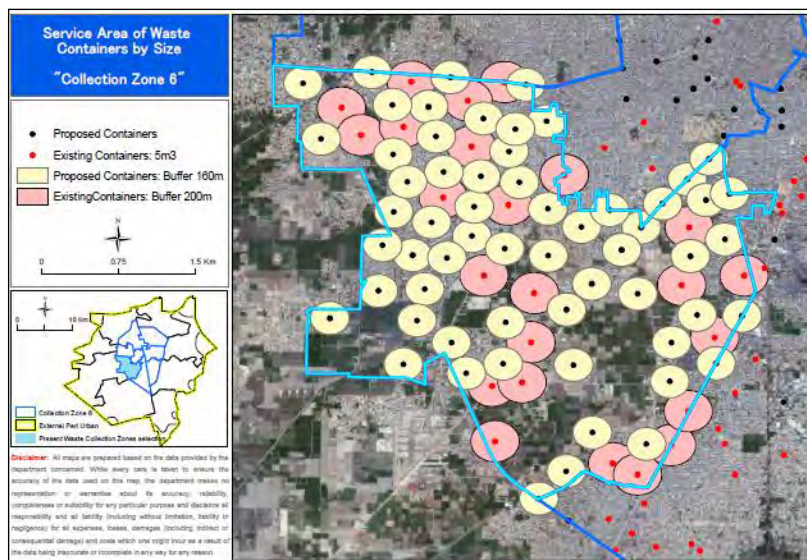 Service Area of Waste
Containers by Size
"Collection Zone 6"
Proposed Containers
Existing Containers: 5m3
Proposed Containers: Buffer 160m
ExistingContainers: Buffer 200m
N
0 0.75 1.5 Km
N
0 10 Km
Collection Zone 6
External Peri Urban
Present Waste Collection Zones selection
Disclaimer: All maps are prepared based on the data provided by the
department concerned. While every care is taken to ensure the
accuracy of the data used on this map, the department makes no
representation or warranties about its accuracy, reliability,
completeness or suitability for any particular purpose and disclaims all
responsibility and all liability (including without limitation, liability in
negligence) for all expenses, losses, damages (including indirect or
consequential damage) and costs which one might incur as a result of
the data being inaccurate or incomplete in any way for any reason.